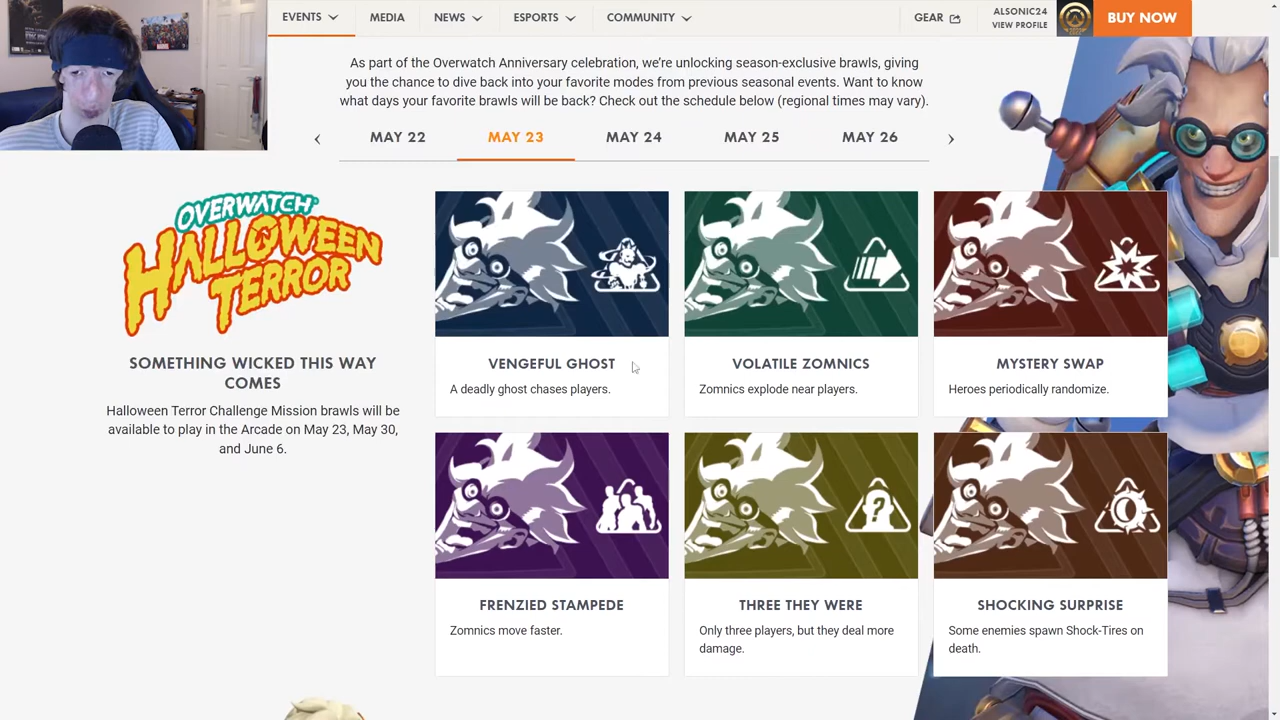 EVENTS
MEDIA
NEWS
ESPORTS
COMMUNITY
GEAR
ALSONIC24
VIEW PROFILE
BUY NOW
As part of the Overwatch Anniversary celebration, we're unlocking season-exclusive brawls, giving
you the chance to dive back into your favorite modes from previous seasonal events. Want to know
what days your favorite brawls will be back? Check out the schedule below (regional times may vary).
MAY 22
MAY 23
MAY 24
MAY 25
MAY 26
OVERWATCH
HALLOWEEN
TERROR
SOMETHING WICKED THIS WAY
COMES
Halloween Terror Challenge Mission brawls will be
available to play in the Arcade on May 23, May 30,
and June 6.
VENGEFUL GHOST
A deadly ghost chases players.
VOLATILE ZOMNICS
Zomnics explode near players.
MYSTERY SWAP
Heroes periodically randomize.
FRENZIED STAMPEDE
Zomnics move faster.
?
THREE THEY WERE
Only three players, but they deal more
damage.
SHOCKING SURPRISE
Some enemies spawn Shock-Tires on
death.